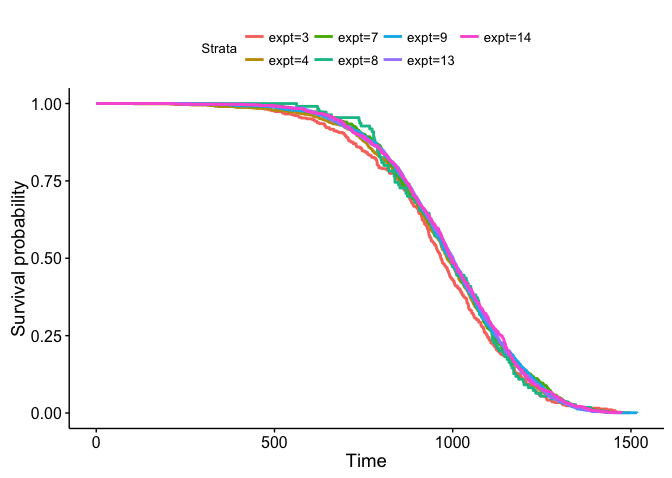 Strata expt=3 expt=7 expt=9 expt=14
expt=4 expt=8 expt=13
1.00
0.75
0.50
0.25
0.00
Survival probability
0 500 1000 1500
Time